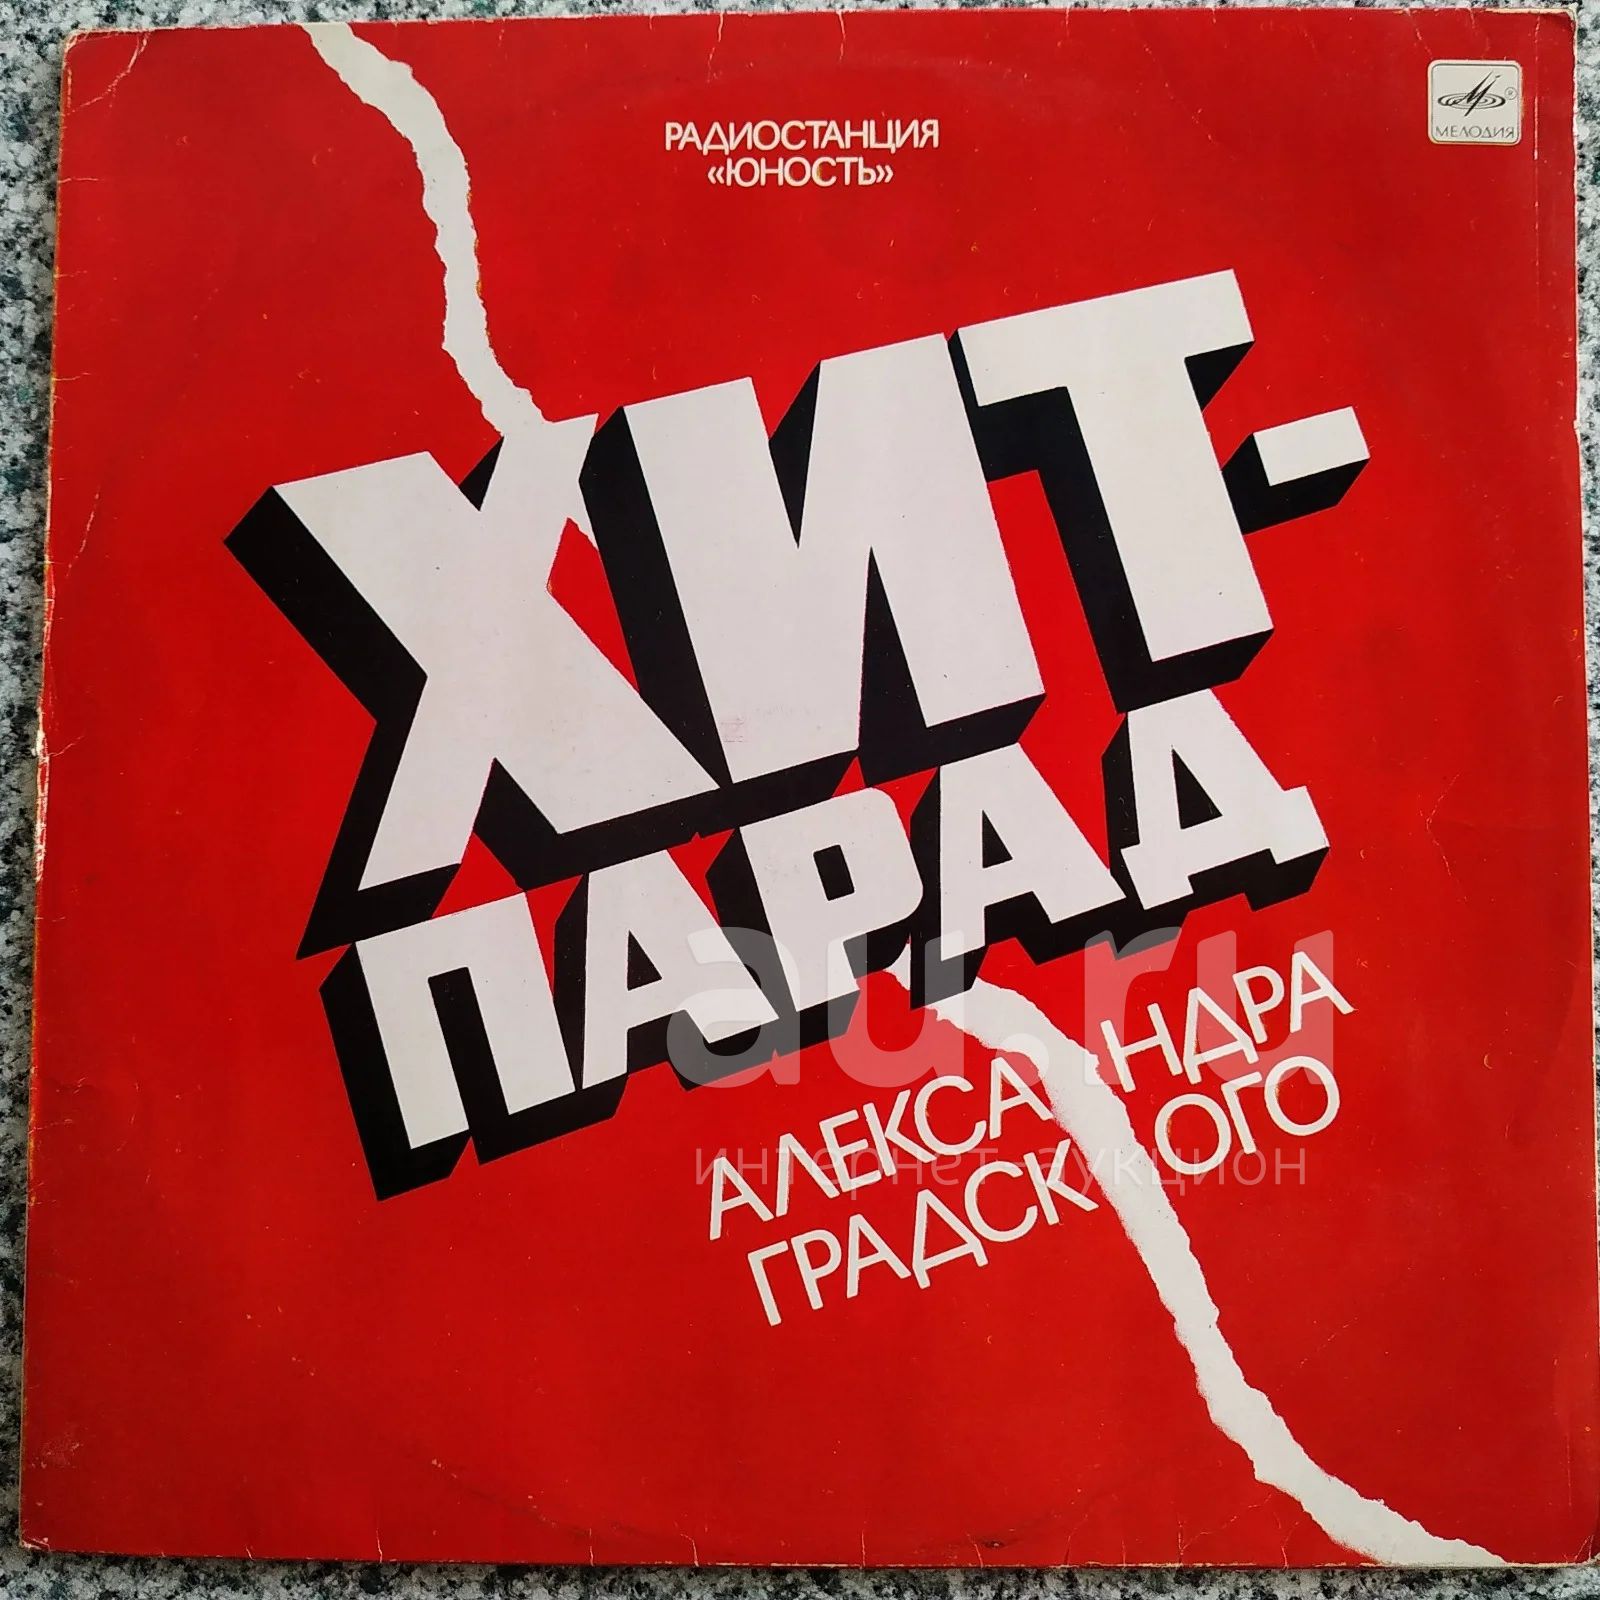 РАДИОСТАНЦИЯ
«ЮНОСТЬ»
МЕЛОДИЯ
ХИТ-
ПАРАД
АЛЕКСАНДРА
ГРАДСКОГО
au.ru
интернет-аукцион